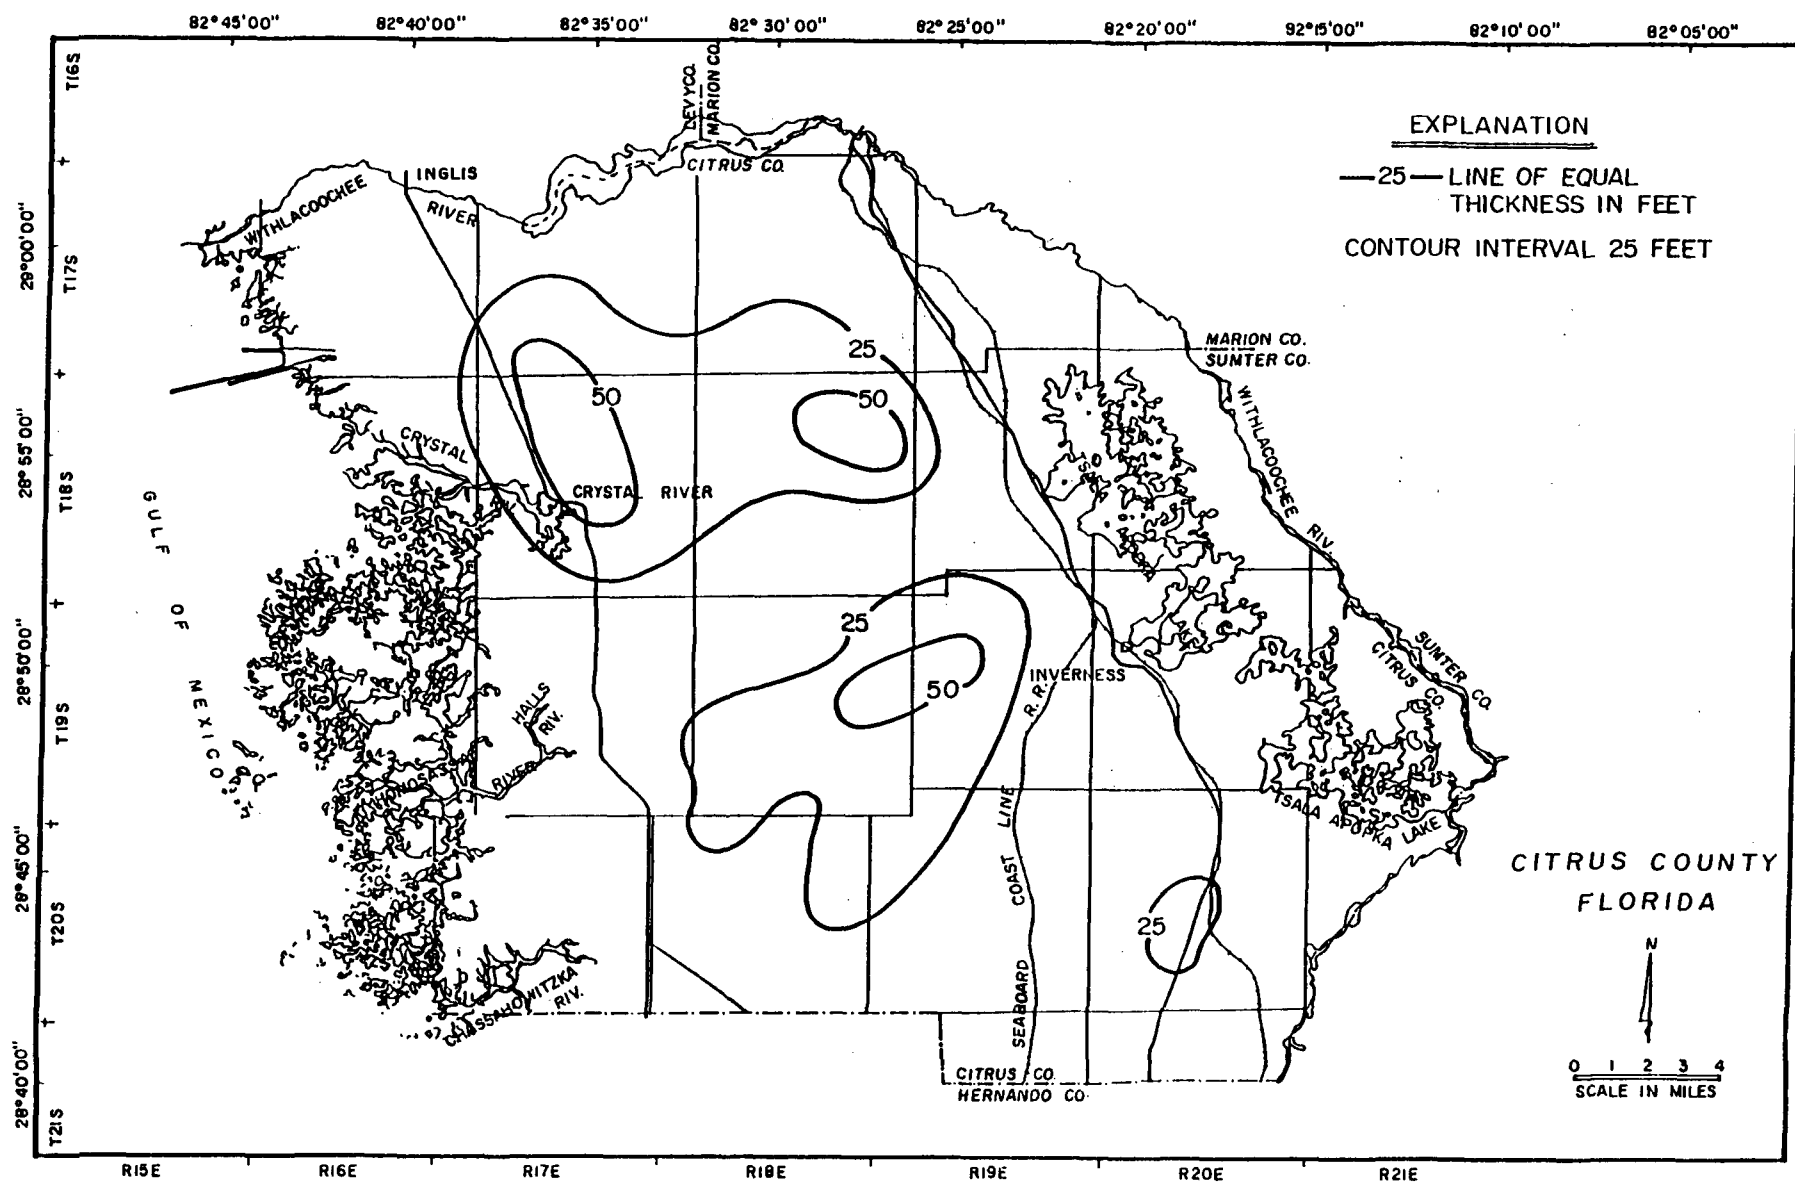 82°45'00" 82°40'00" 82°35'00" 82°30'00" 82°25'00" 82°20'00" 82°15'00" 82°10'00" 82°05'00"
T16S
LEVY CO.
MARION CO.
EXPLANATION
25 LINE OF EQUAL
THICKNESS IN FEET
CONTOUR INTERVAL 25 FEET
CITRUS CO.
INGLIS
WITHLACOOCHEE RIVER
29°00'00"
T17S
MARION CO.
SUMTER CO.
25
50
50
WITHLACOOCHEE RIV.
28°55'00"
T18S
CRYSTAL
CRYSTAL RIVER
GULF OF MEXICO
APOPKA
LAKE
25
50
INVERNESS
SUMTER CO.
CITRUS CO.
28°50'00"
T19S
HALLS
RIV.
HOMOSASSA RIVER
SEABOARD COAST LINE R.R.
TSALA APOPKA LAKE
28°45'00"
T20S
25
CITRUS COUNTY
FLORIDA
N
CHASSAHOWITZKA
RIV.
28°40'00"
T21S
CITRUS CO.
HERNANDO CO.
0 1 2 3 4
SCALE IN MILES
R15E R16E R17E R18E R19E R20E R21E